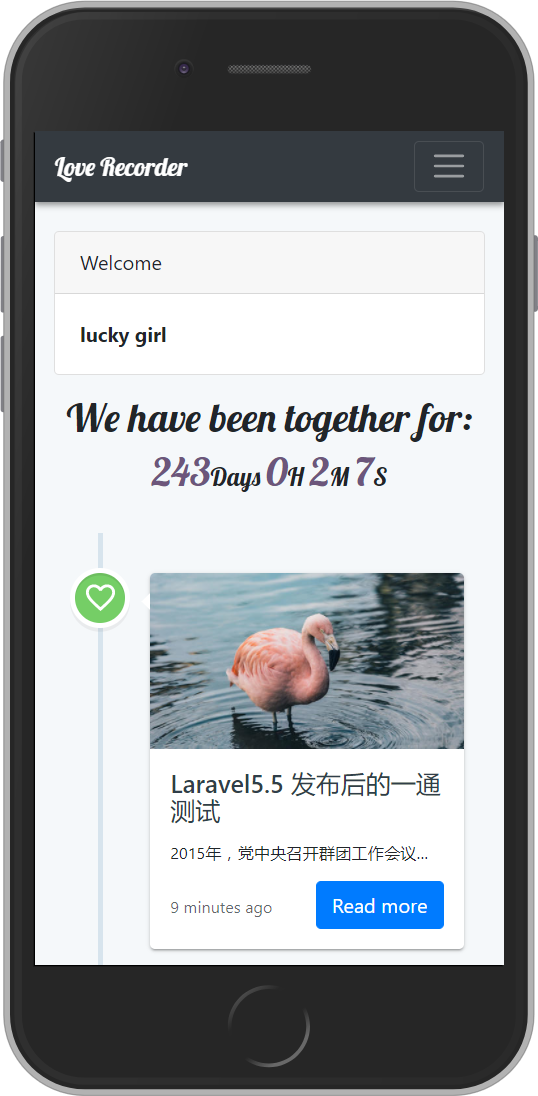 Love Recorder
Welcome
lucky girl
We have been together for:
243Days 0H 2M 7S
Laravel5.5 发布后的一通
测试
2015年，党中央召开群团工作会议...
9 minutes ago
Read more